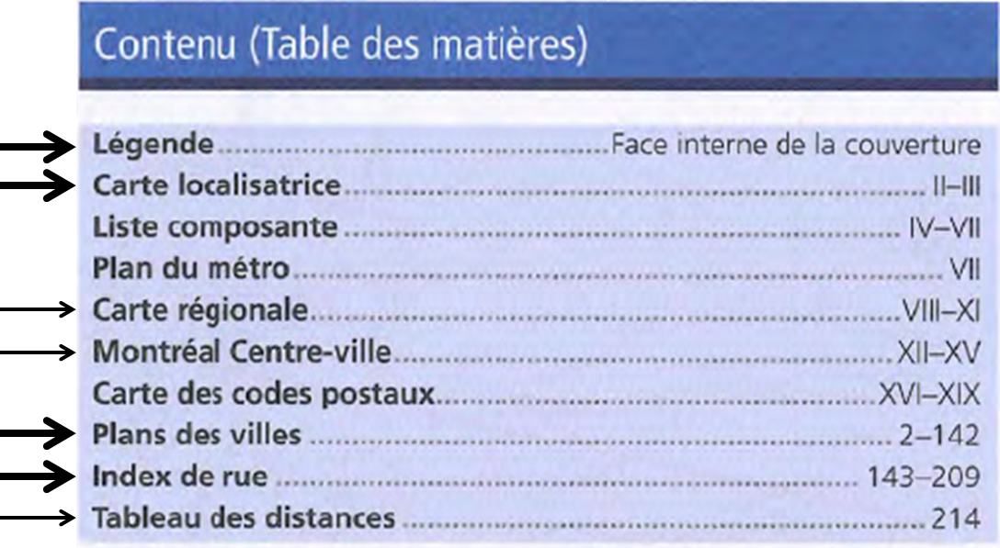 Contenu (Table des matières)
Légende....................................................Face interne de la couverture
Carte localisatrice.............................................................................. II–III
Liste composante ........................................................................... IV–VII
Plan du métro...................................................................................... VII
Carte régionale...............................................................................VIII–XI
Montréal Centre-ville.................................................................... XII–XV
Carte des codes postaux...........................................................XVI–XIX
Plans des villes .............................................................................. 2–142
Index de rue .............................................................................. 143–209
Tableau des distances ......................................................................214